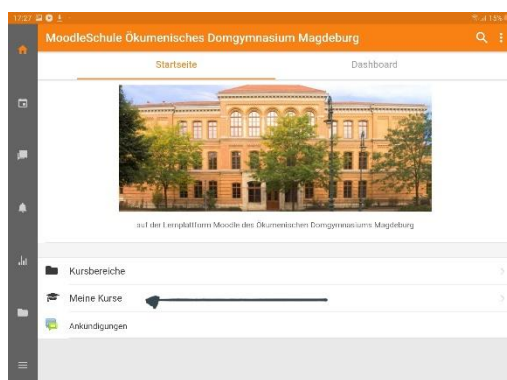 17:27
15%
MoodleSchule Ökumenisches Domgymnasium Magdeburg
Startseite
Dashboard
auf der Lernplattform Moodle des Ökumenischen Domgymnasiums Magdeburg
Kursbereiche
Meine Kurse
Ankündigungen